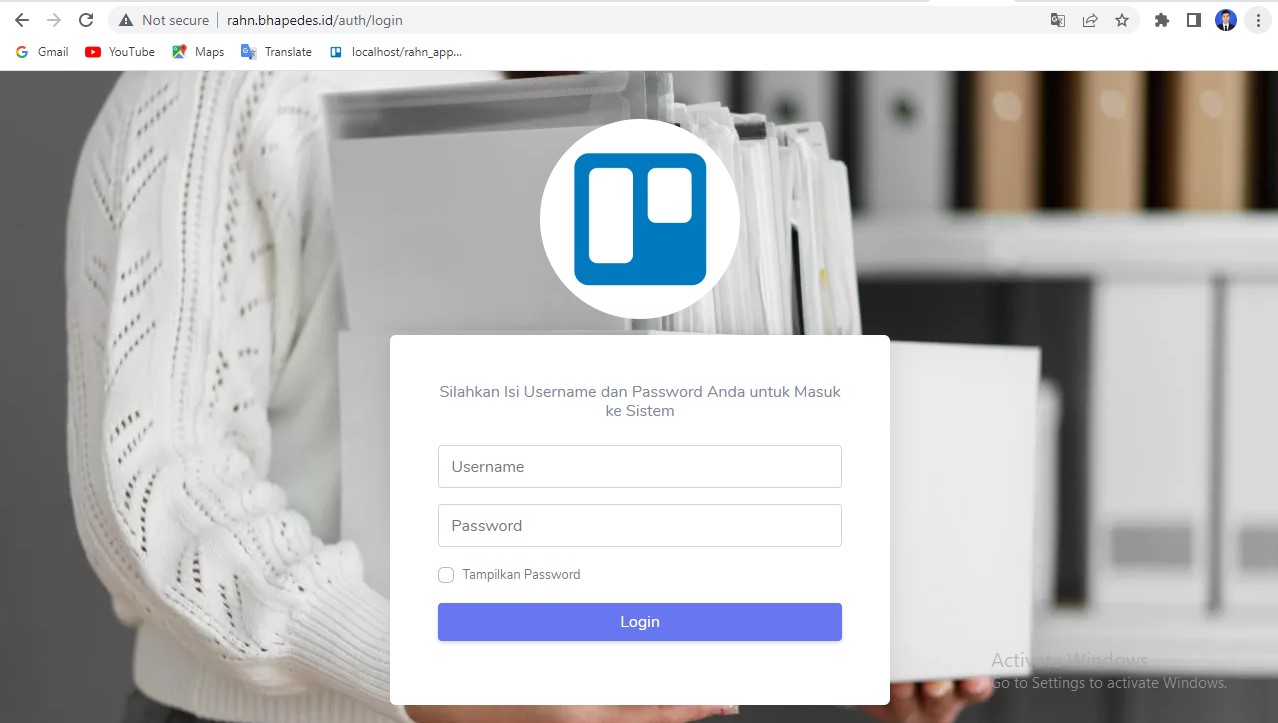 Not secure rahn.bhapedes.id/auth/login
Gmail YouTube Maps Translate localhost/rahn_app...
Silahkan Isi Username dan Password Anda untuk Masuk
ke Sistem
Username
Password
Tampilkan Password
Login
Activate Windows
Go to Settings to activate Windows.